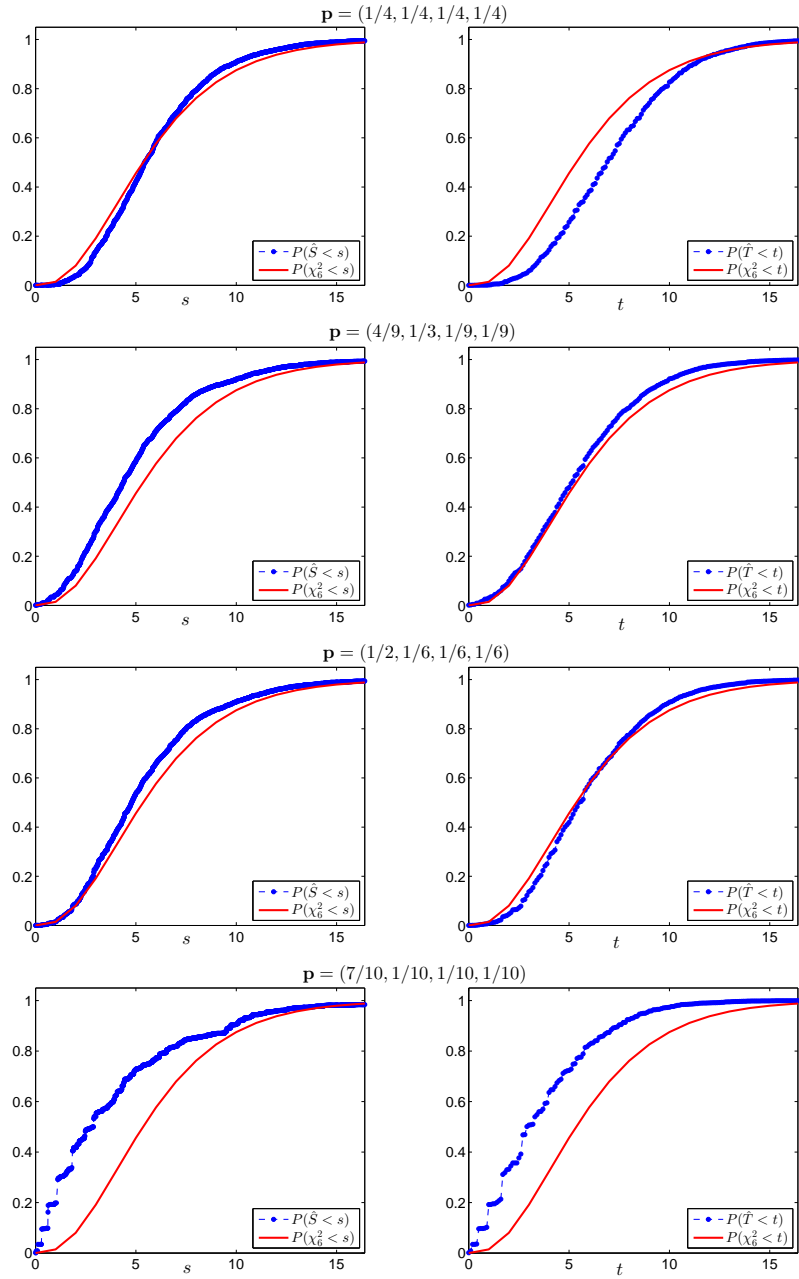 p = (1/4, 1/4, 1/4, 1/4)
1
0.8
0.6
0.4
0.2
0
0 5 10 15
s
P(Ŝ < s)
P(χ²₆ < s)
1
0.8
0.6
0.4
0.2
0
0 5 10 15
t
P(T̂ < t)
P(χ²₆ < t)
p = (4/9, 1/3, 1/9, 1/9)
1
0.8
0.6
0.4
0.2
0
0 5 10 15
s
P(Ŝ < s)
P(χ²₆ < s)
1
0.8
0.6
0.4
0.2
0
0 5 10 15
t
P(T̂ < t)
P(χ²₆ < t)
p = (1/2, 1/6, 1/6, 1/6)
1
0.8
0.6
0.4
0.2
0
0 5 10 15
s
P(Ŝ < s)
P(χ²₆ < s)
1
0.8
0.6
0.4
0.2
0
0 5 10 15
t
P(T̂ < t)
P(χ²₆ < t)
p = (7/10, 1/10, 1/10, 1/10)
1
0.8
0.6
0.4
0.2
0
0 5 10 15
s
P(Ŝ < s)
P(χ²₆ < s)
1
0.8
0.6
0.4
0.2
0
0 5 10 15
t
P(T̂ < t)
P(χ²₆ < t)